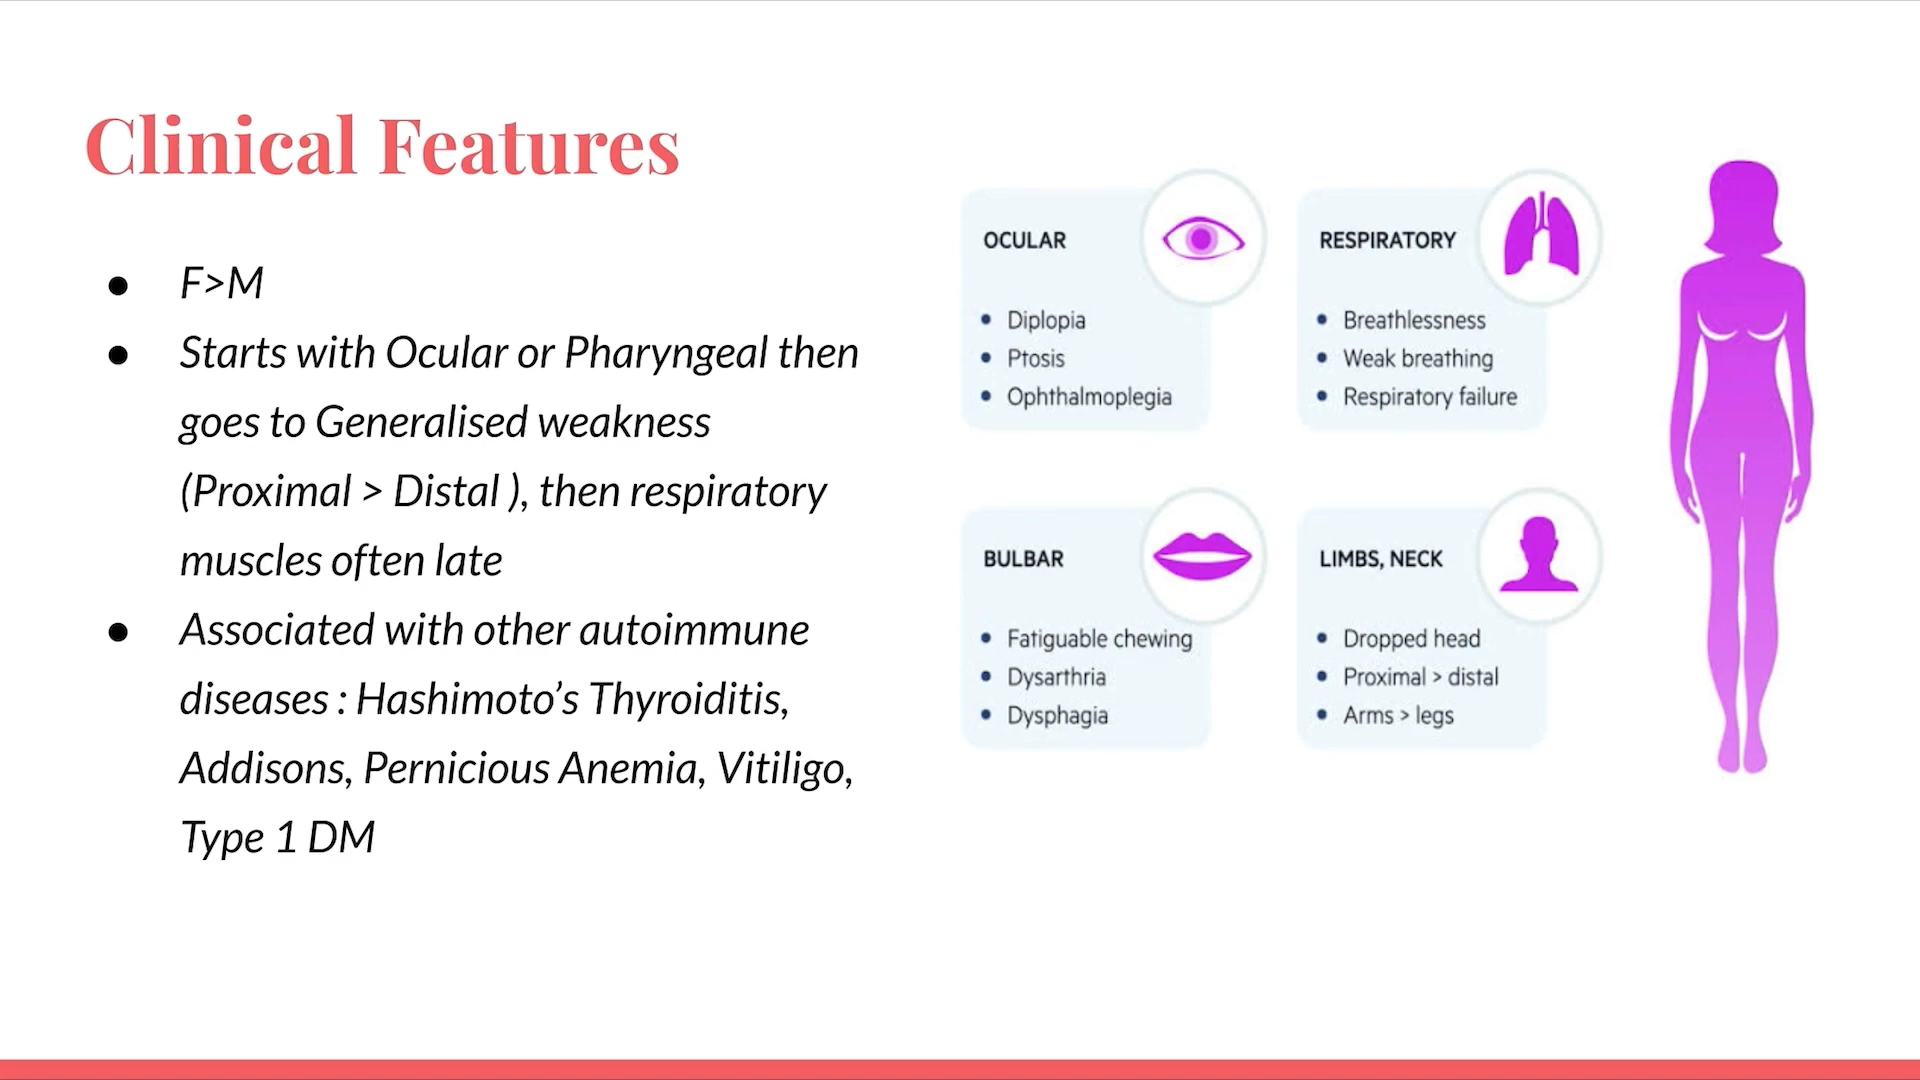 Clinical Features
● F>M
● Starts with Ocular or Pharyngeal then
goes to Generalised weakness
(Proximal > Distal ), then respiratory
muscles often late
● Associated with other autoimmune
diseases : Hashimoto’s Thyroiditis,
Addisons, Pernicious Anemia, Vitiligo,
Type 1 DM
OCULAR
• Diplopia
• Ptosis
• Ophthalmoplegia
RESPIRATORY
• Breathlessness
• Weak breathing
• Respiratory failure
BULBAR
• Fatiguable chewing
• Dysarthria
• Dysphagia
LIMBS, NECK
• Dropped head
• Proximal > distal
• Arms > legs